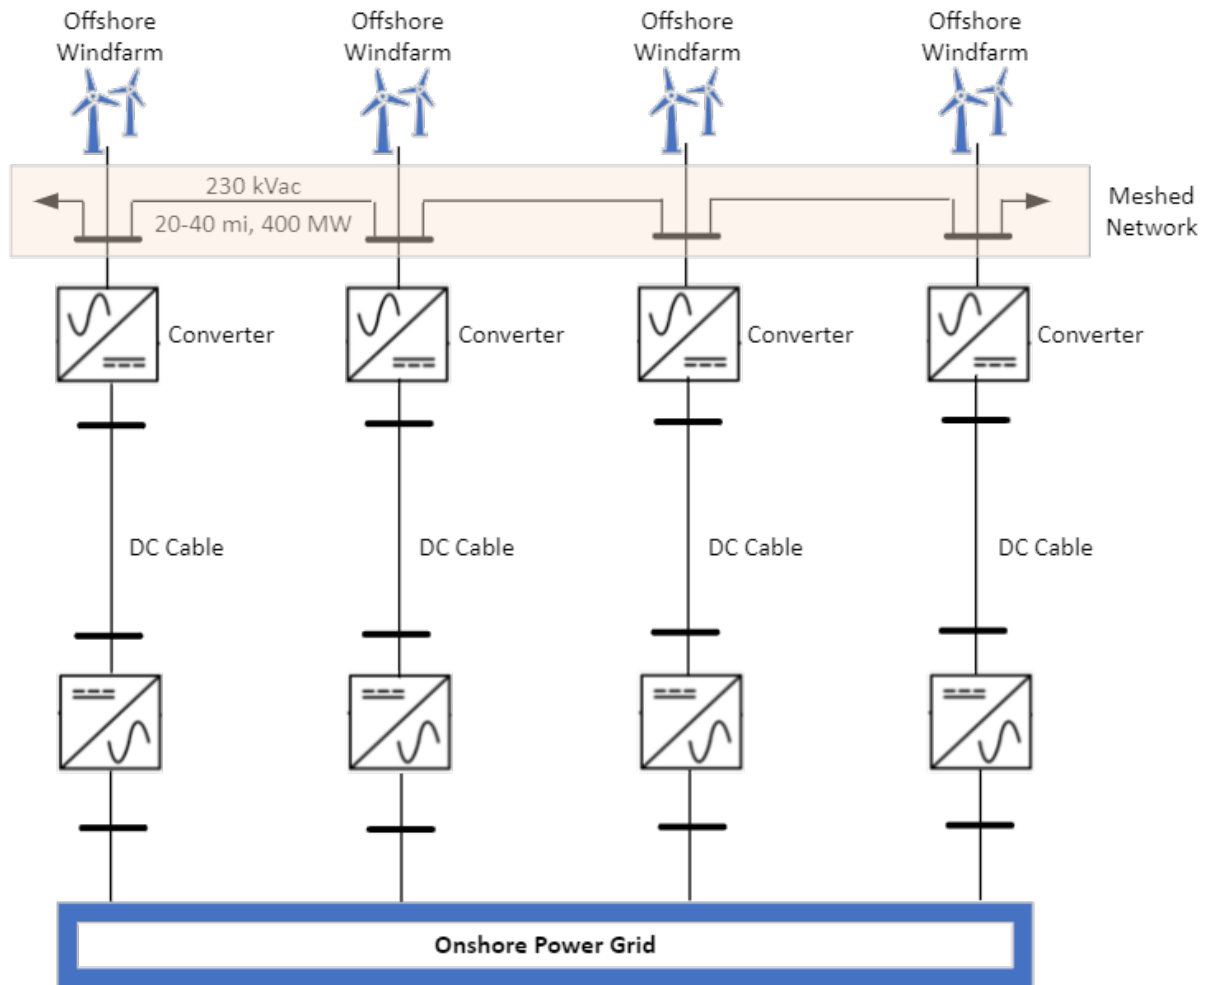 Offshore
Windfarm
Offshore
Windfarm
Offshore
Windfarm
Offshore
Windfarm
230 kVac
20-40 mi, 400 MW
Meshed
Network
Converter
Converter
Converter
Converter
DC Cable
DC Cable
DC Cable
DC Cable
Onshore Power Grid